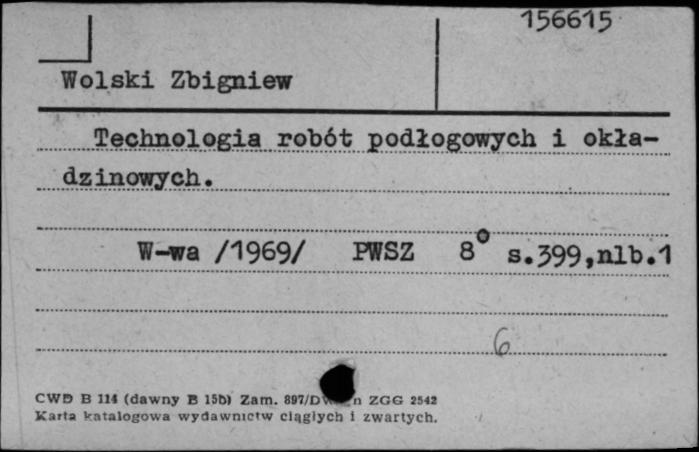 156615
Wolski Zbigniew
Technologia robót podłogowych i okła-
dzinowych.
W-wa /1969/ PWSZ 8° s.399,nlb.1
6
CWD B 114 (dawny B 15b) Zam. 897/ ZGG 2542
Karta katalogowa wydawnictw ciągłych i zwartych.